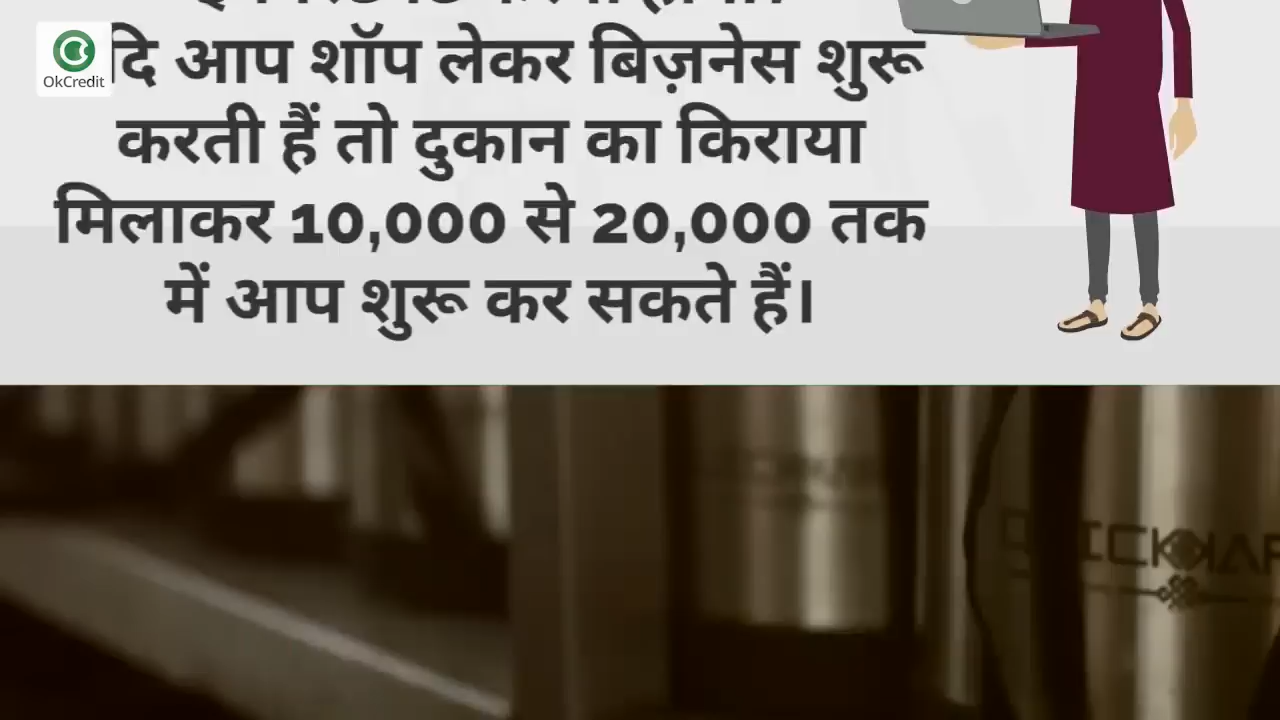 OkCredit
दि आप शॉप लेकर बिज़नेस शुरू
करती हैं तो दुकान का किराया
मिलाकर 10,000 से 20,000 तक
में आप शुरू कर सकते हैं।